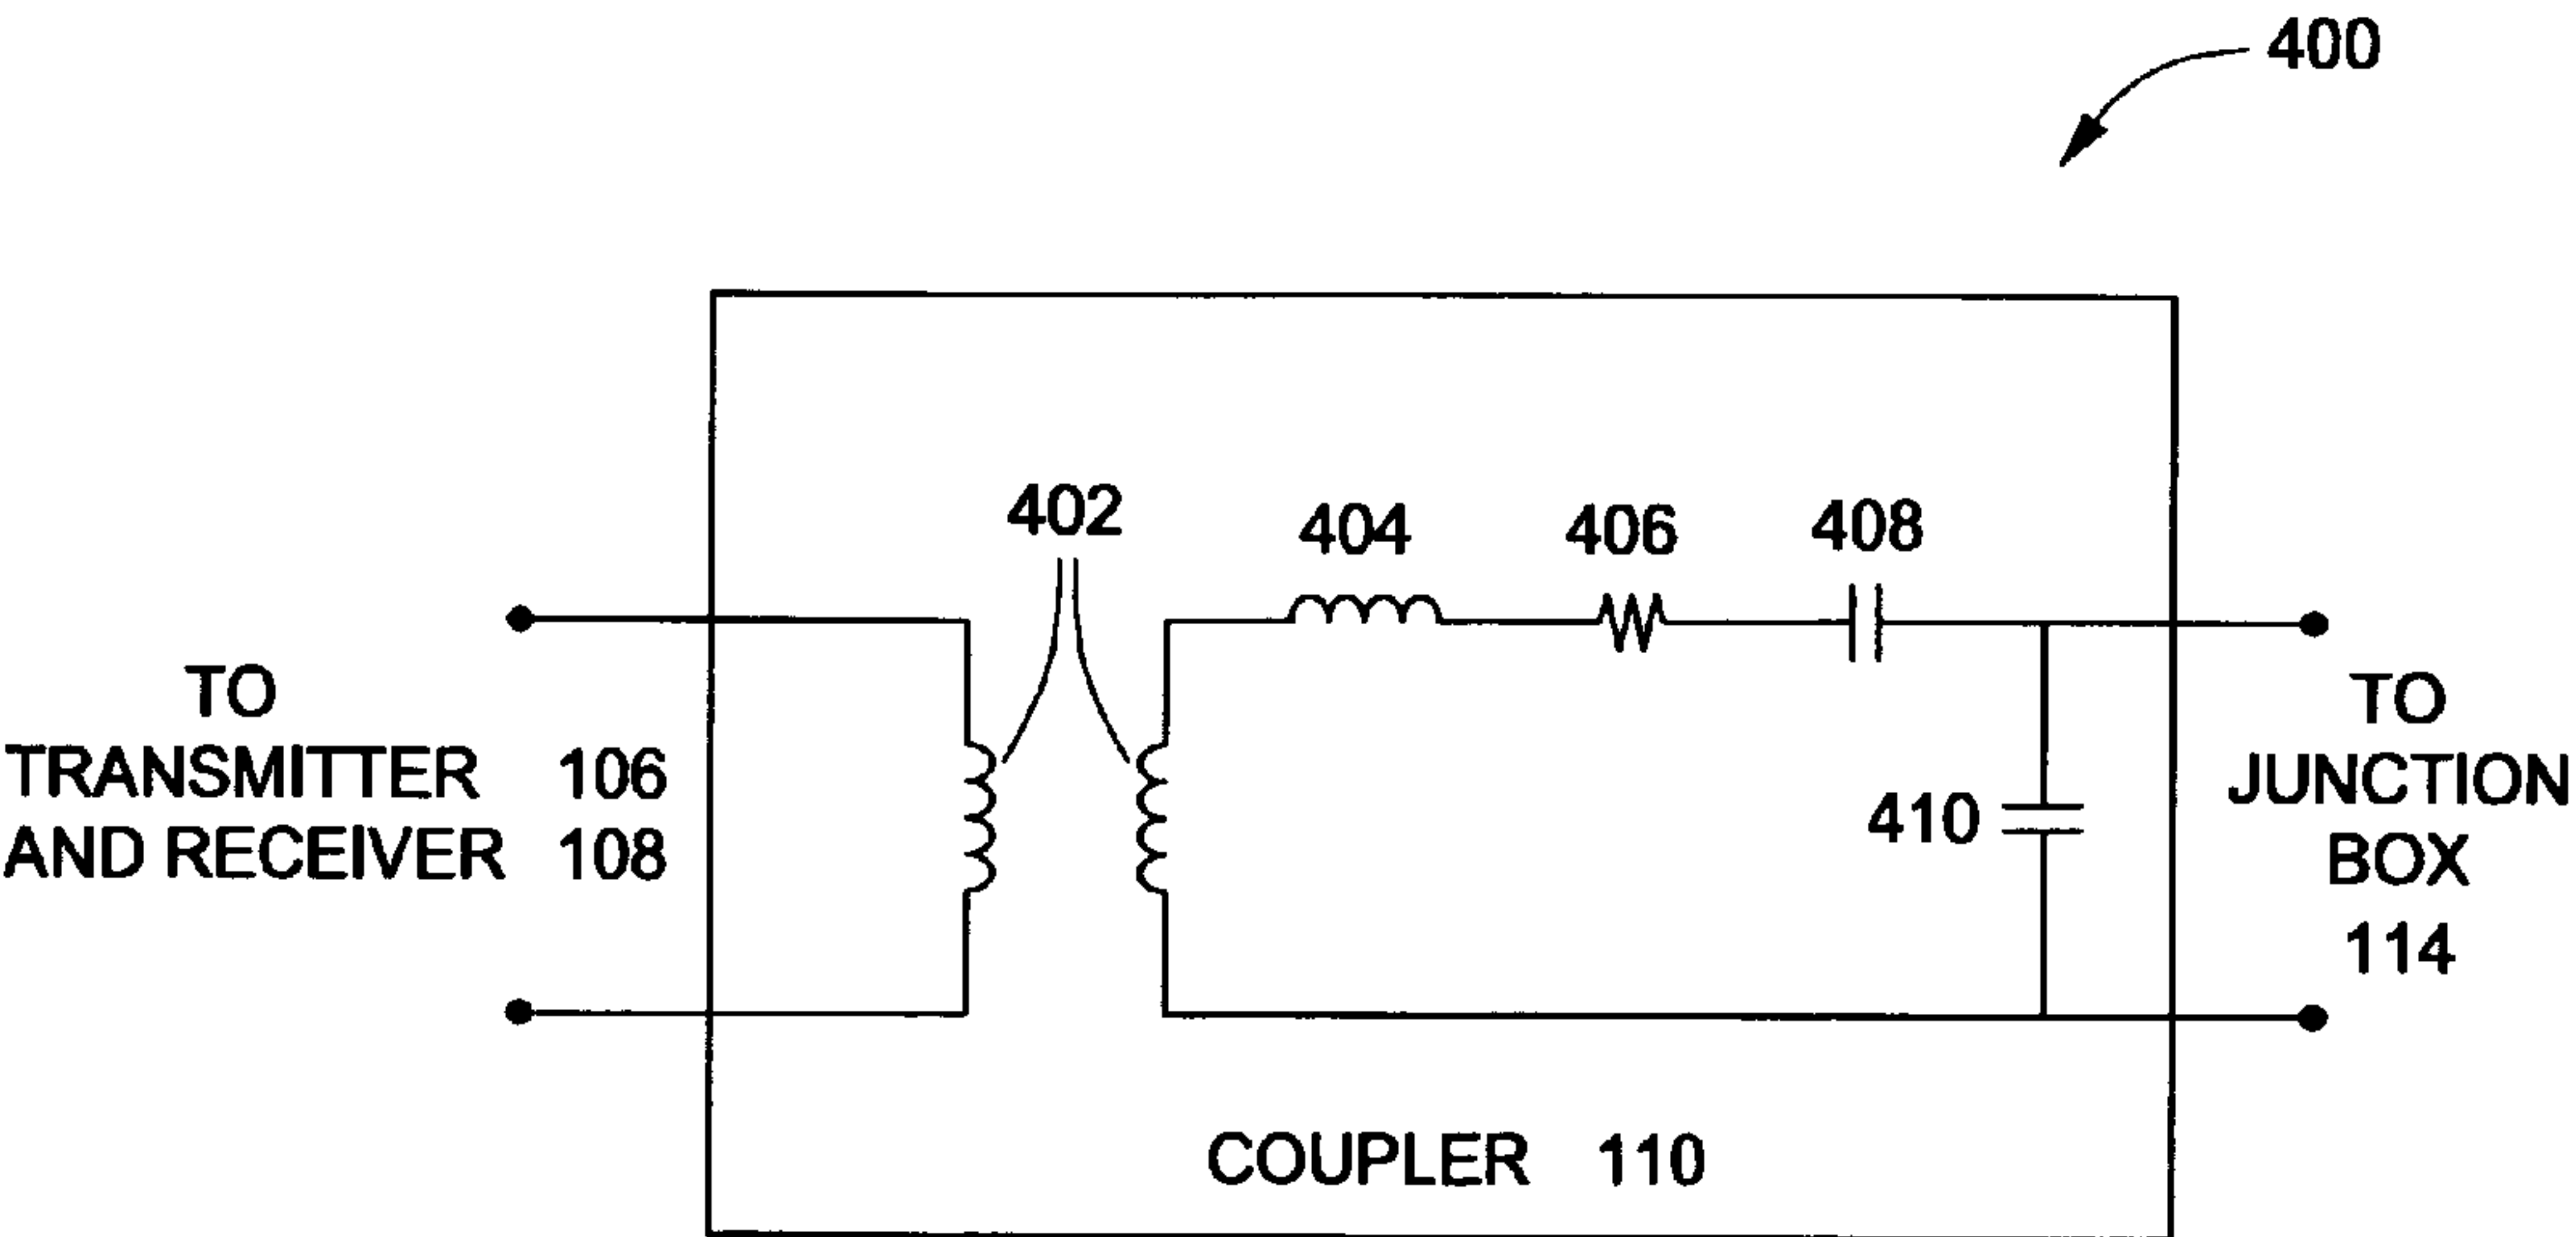 400
402
404
406
408
410
TO
TRANSMITTER 106
AND RECEIVER 108
TO
JUNCTION
BOX
114
COUPLER 110